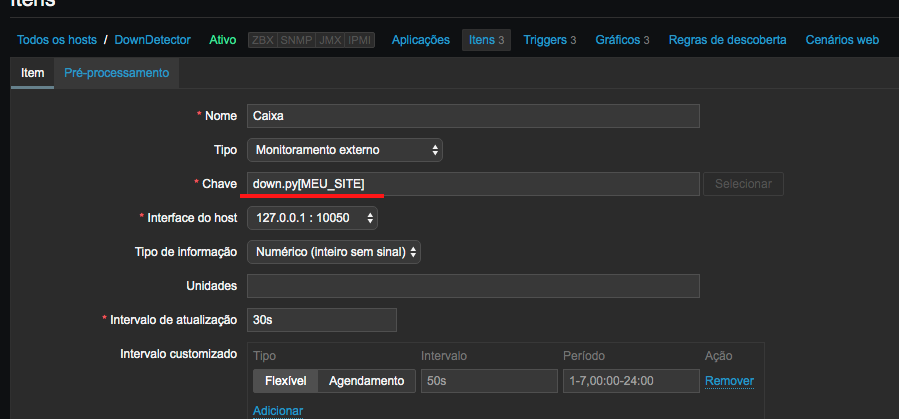 Itens
Todos os hosts / DownDetector Ativo ZBX SNMP JMX IPMI Aplicações Itens 3 Triggers 3 Gráficos 3 Regras de descoberta Cenários web
Item Pré-processamento
* Nome Caixa
Tipo Monitoramento externo
* Chave down.py[MEU_SITE] Selecionar
* Interface do host 127.0.0.1 : 10050
Tipo de informação Numérico (inteiro sem sinal)
Unidades
* Intervalo de atualização 30s
Intervalo customizado Tipo Intervalo Período Ação
Flexível Agendamento 50s 1-7,00:00-24:00 Remover
Adicionar